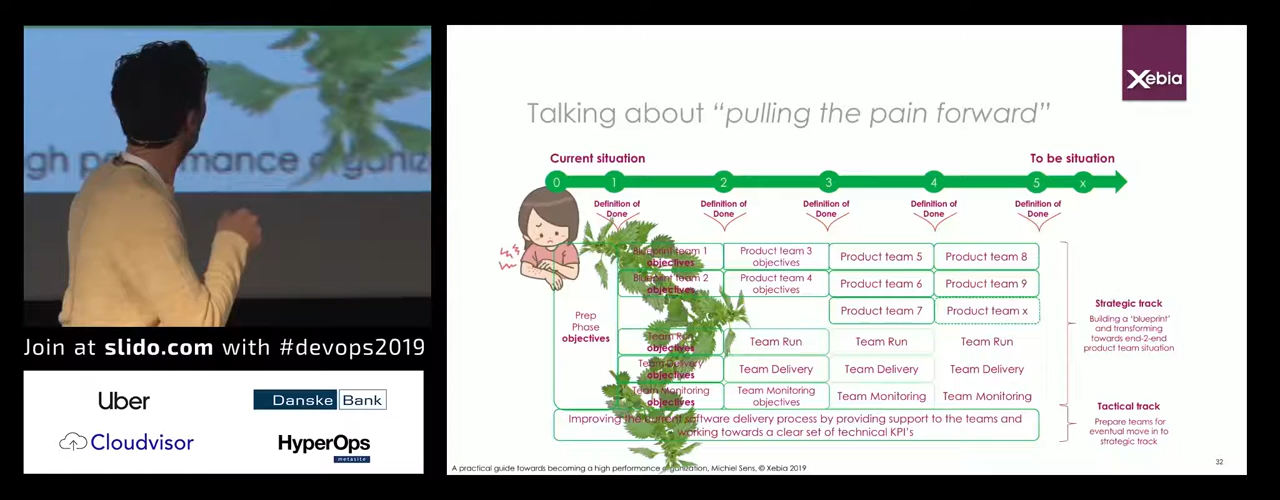 gh performance organiz
Join at slido.com with #devops2019
Uber
Danske Bank
Cloudvisor
HyperOps
metasite
Xebia
Talking about “pulling the pain forward”
Current situation
To be situation
0 1 2 3 4 5 x
Definition of
Done
Definition of
Done
Definition of
Done
Definition of
Done
Definition of
Done
Prep
Phase
objectives
Blueprint team 1
objectives
Product team 3
objectives
Product team 5
Product team 8
Blueprint team 2
objectives
Product team 4
objectives
Product team 6
Product team 9
Product team 7
Product team x
Team Run
objectives
Team Run
Team Run
Team Run
Team Delivery
objectives
Team Delivery
Team Delivery
Team Delivery
Team Monitoring
objectives
Team Monitoring
objectives
Team Monitoring
Team Monitoring
Improving the current software delivery process by providing support to the teams and
working towards a clear set of technical KPI's
Strategic track
Building a ‘blueprint’
and transforming
towards end-2-end
product team situation
Tactical track
Prepare teams for
eventual move in to
strategic track
A practical guide towards becoming a high performance organization, Michiel Sens, © Xebia 2019
32